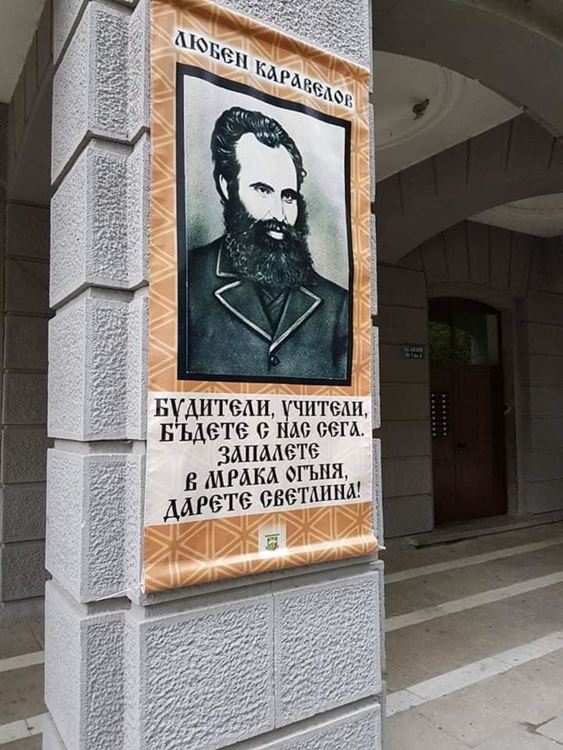 ЛЮБЕН КАРАВЕЛОВ
БУДИТЕЛИ, УЧИТЕЛИ,
БЪДЕТЕ С НАС СЕГА.
ЗАПАЛЕТЕ
В МРАКА ОГЪНЯ,
ДАРЕТЕ СВЕТЛИНА!